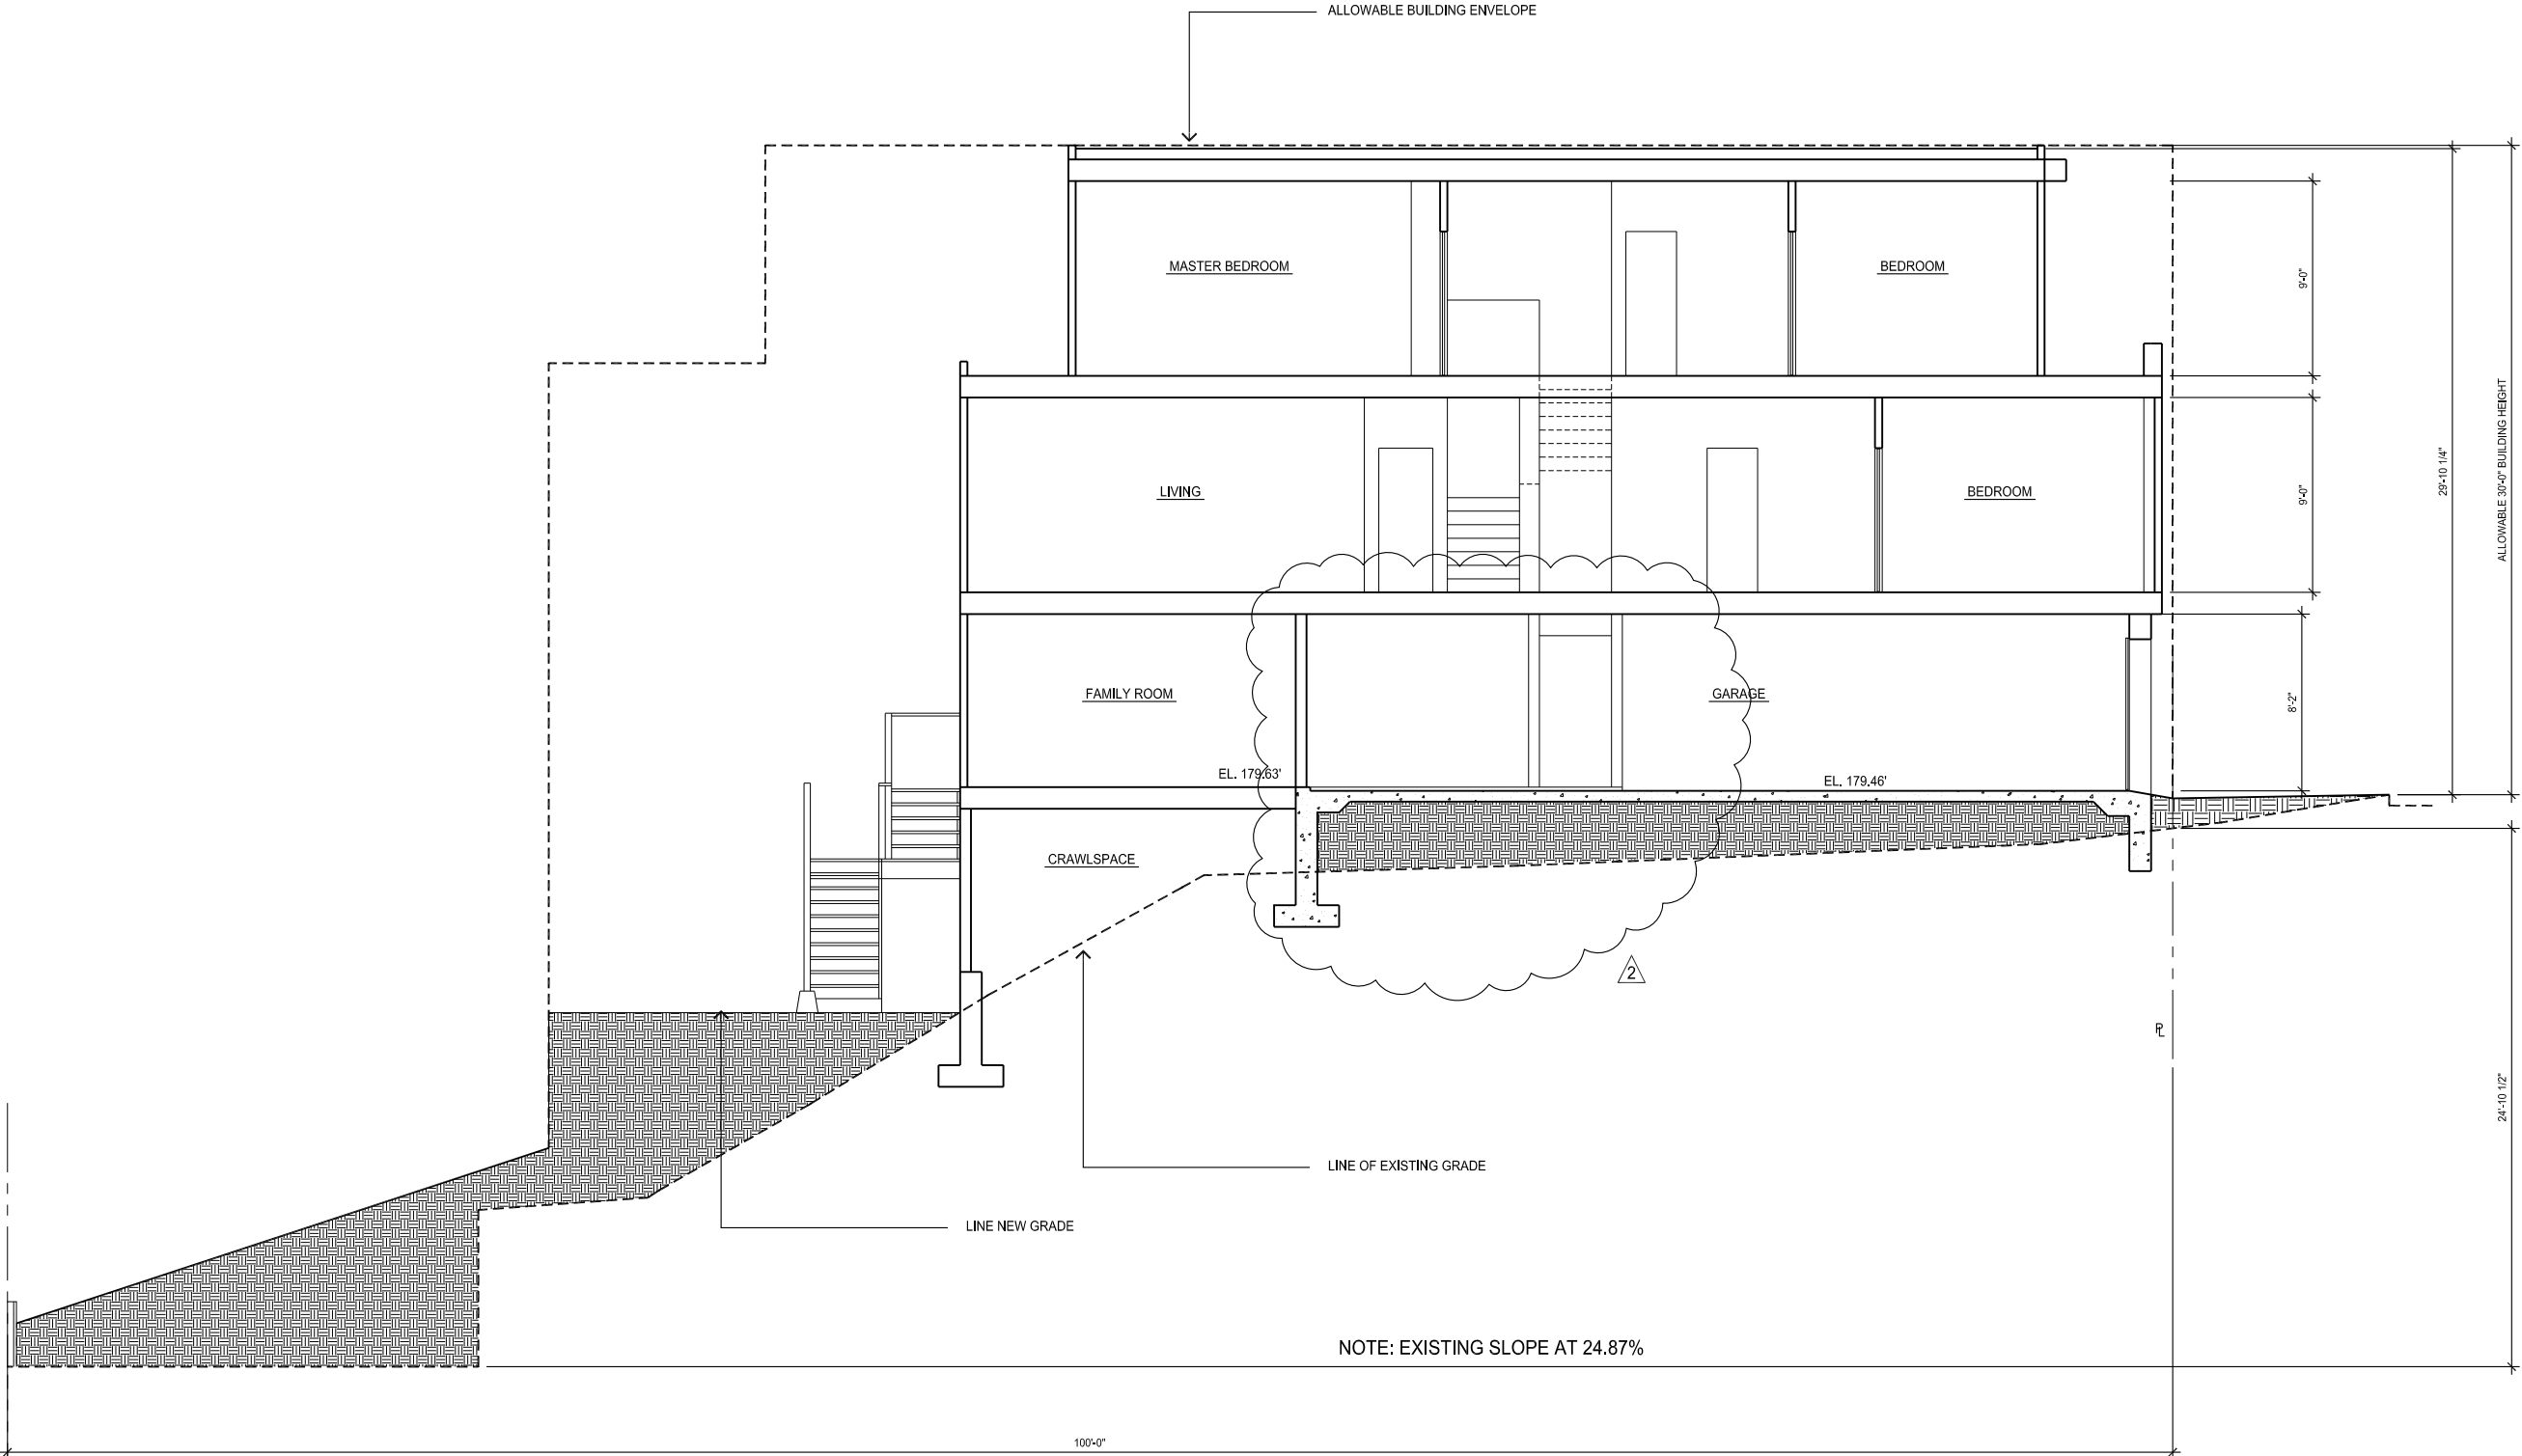 ALLOWABLE BUILDING ENVELOPE
MASTER BEDROOM
BEDROOM
9'-0"
29'-10 1/4"
ALLOWABLE 30'-0" BUILDING HEIGHT
LIVING
BEDROOM
9'-0"
FAMILY ROOM
GARAGE
8'-2"
EL. 179.63'
EL. 179.46'
CRAWLSPACE
2
PL
24'-10 1/2"
LINE OF EXISTING GRADE
LINE NEW GRADE
NOTE: EXISTING SLOPE AT 24.87%
100'-0"